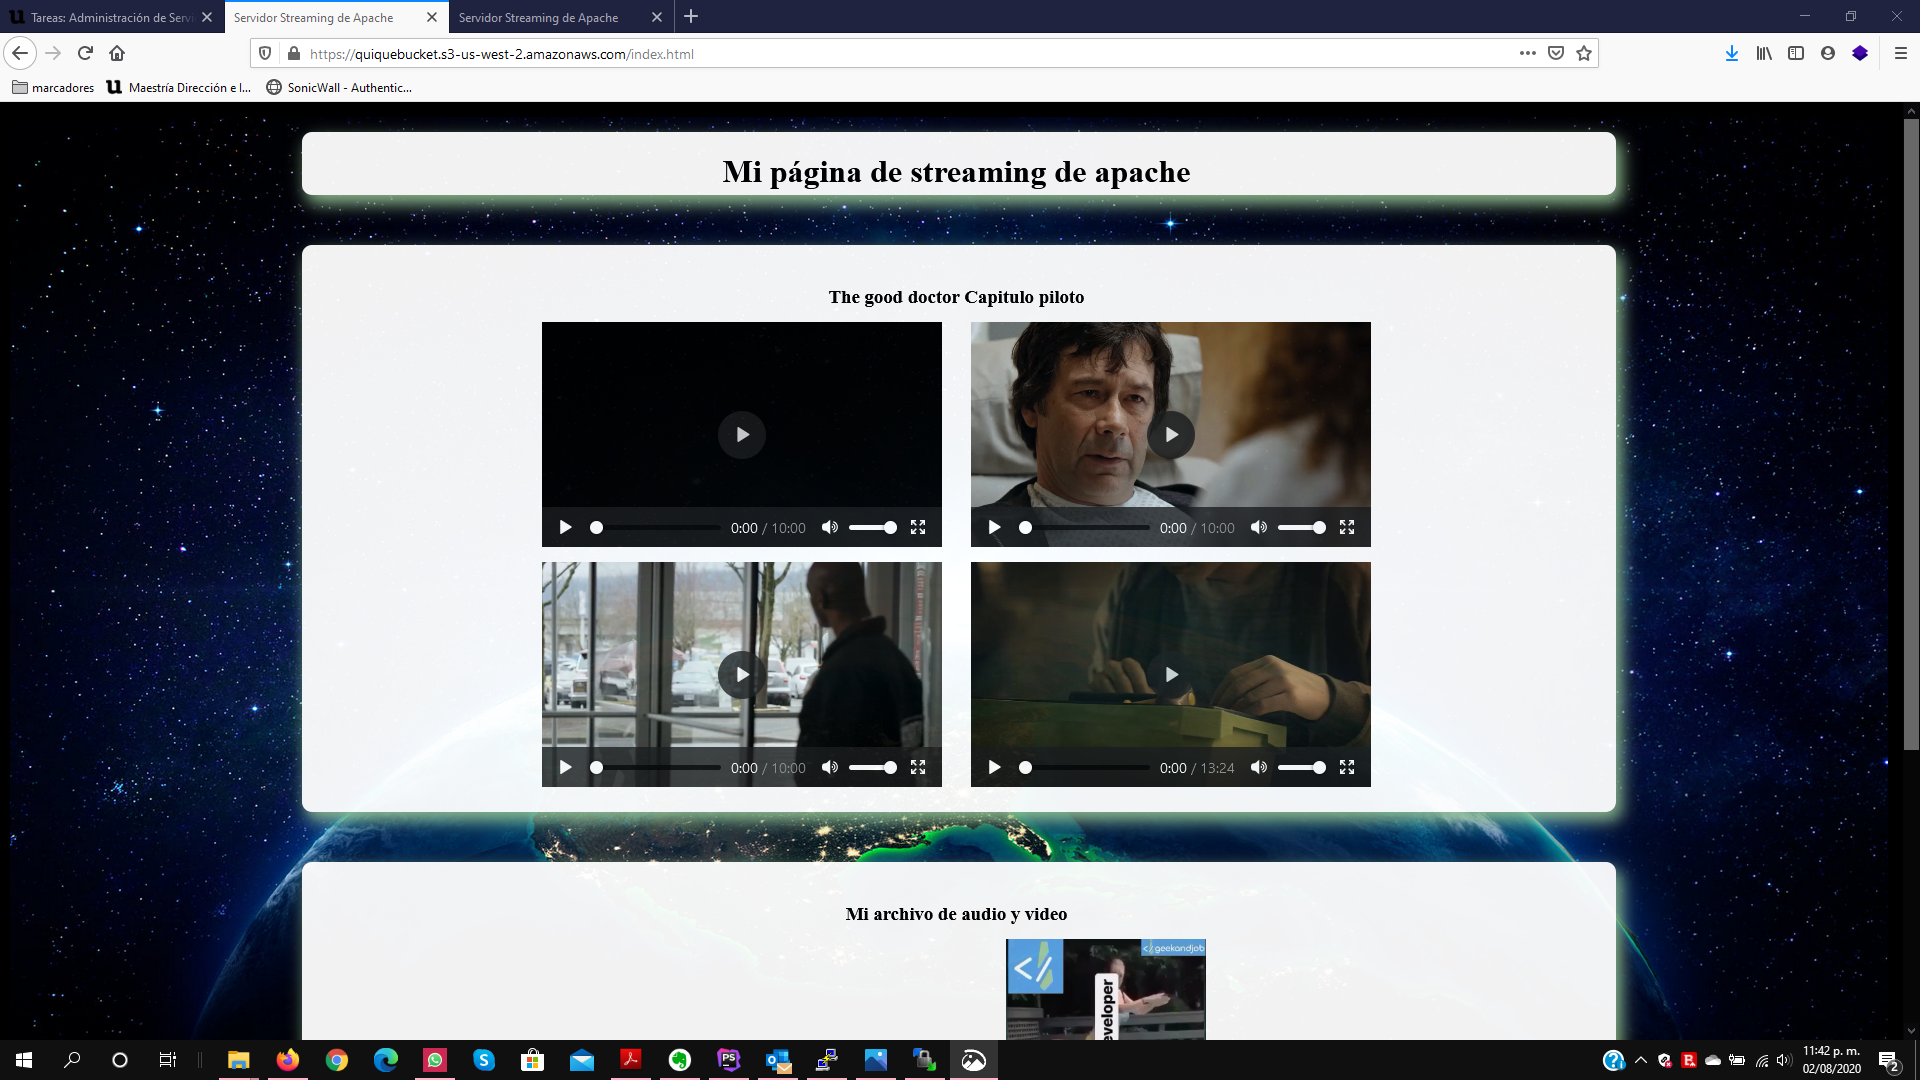 Tareas: Administración de Servi
Servidor Streaming de Apache
Servidor Streaming de Apache
https://quiquebucket.s3-us-west-2.amazonaws.com/index.html
marcadores
Maestría Dirección e I...
SonicWall - Authentic...
Mi página de streaming de apache
The good doctor Capitulo piloto
0:00 / 10:00
0:00 / 10:00
0:00 / 10:00
0:00 / 13:24
Mi archivo de audio y video
</> geekandjob
</>
eveloper
11:42 p. m.
02/08/2020
2